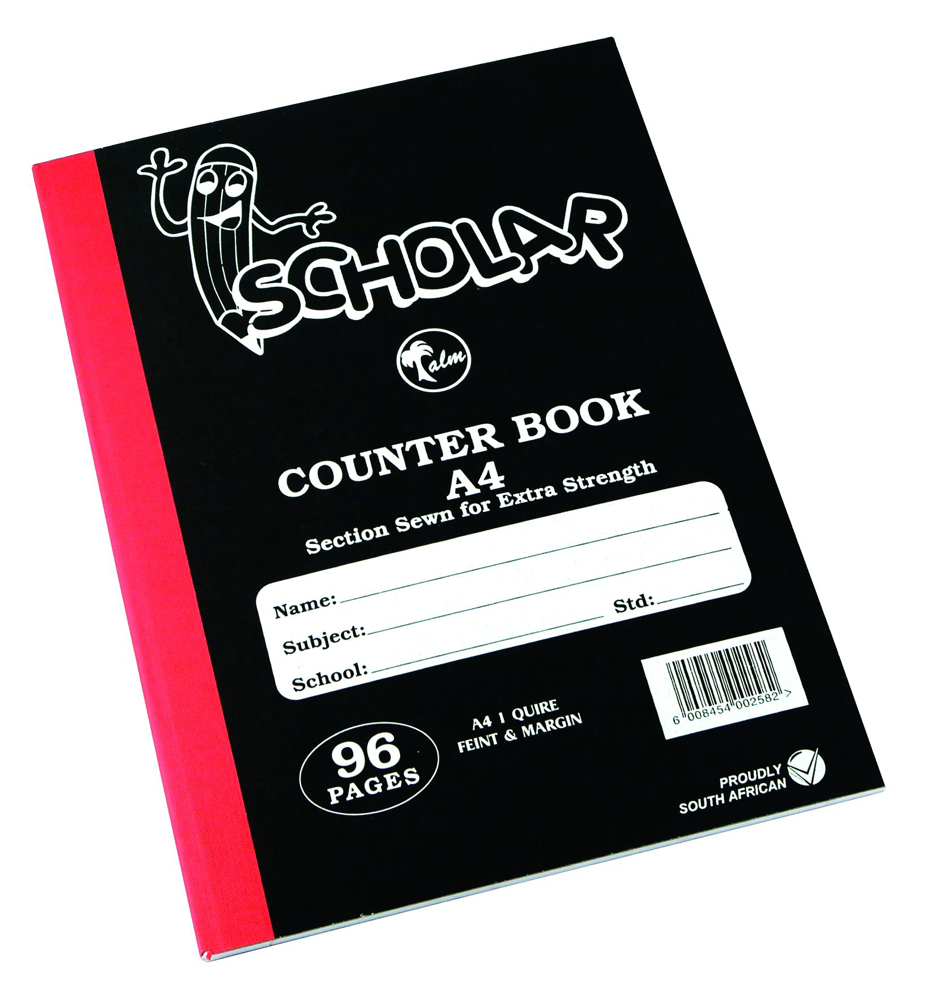 SCHOLAR
Palm
COUNTER BOOK
A4
Section Sewn for Extra Strength
Name:
Subject:
School: Std:
96
PAGES
A4 1 QUIRE
FEINT & MARGIN
6 008454 002582 >
PROUDLY
SOUTH AFRICAN